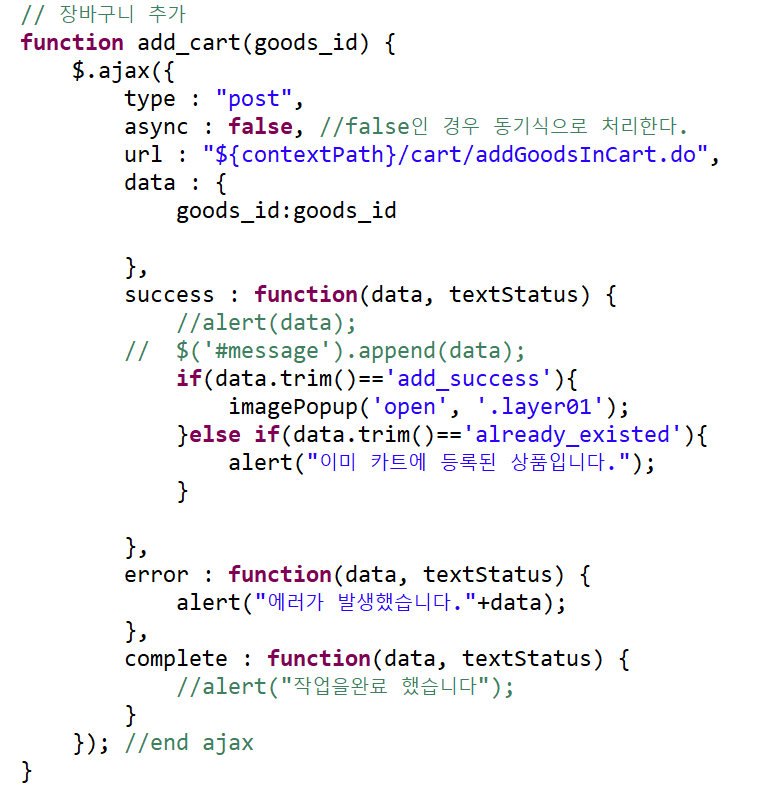 // 장바구니 추가
function add_cart(goods_id) {
    $.ajax({
        type : "post",
        async : false, //false인 경우 동기식으로 처리한다.
        url : "${contextPath}/cart/addGoodsInCart.do",
        data : {
            goods_id:goods_id

        },
        success : function(data, textStatus) {
            //alert(data);
        //  $('#message').append(data);
            if(data.trim()=='add_success'){
                imagePopup('open', '.layer01');
            }else if(data.trim()=='already_existed'){
                alert("이미 카트에 등록된 상품입니다.");
            }

        },
        error : function(data, textStatus) {
            alert("에러가 발생했습니다."+data);
        },
        complete : function(data, textStatus) {
            //alert("작업을완료 했습니다");
        }
    }); //end ajax
}